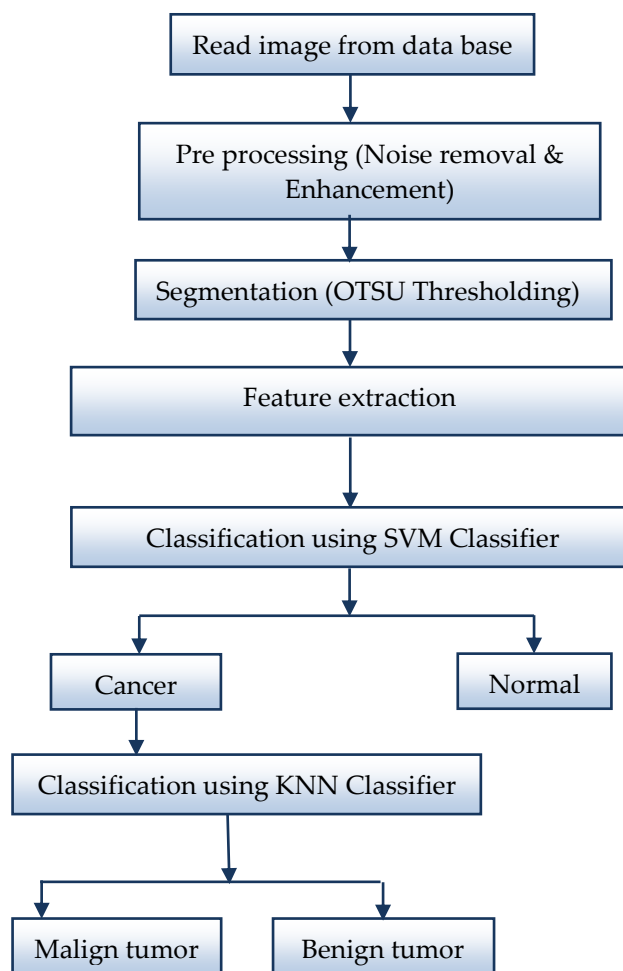 Read image from data base
Pre processing (Noise removal &
Enhancement)
Segmentation (OTSU Thresholding)
Feature extraction
Classification using SVM Classifier
Cancer
Normal
Classification using KNN Classifier
Malign tumor
Benign tumor